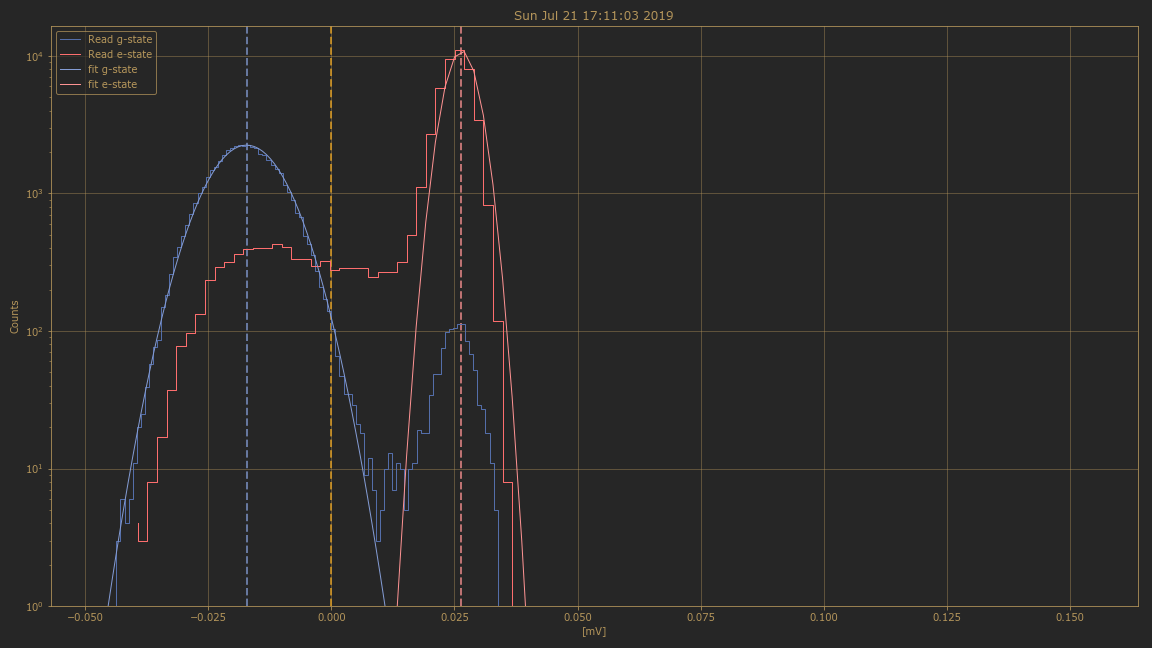 Sun Jul 21 17:11:03 2019
Read g-state
Read e-state
fit g-state
fit e-state
10⁴
10³
10²
10¹
10⁰
Counts
−0.050 −0.025 0.000 0.025 0.050 0.075 0.100 0.125 0.150
[mV]